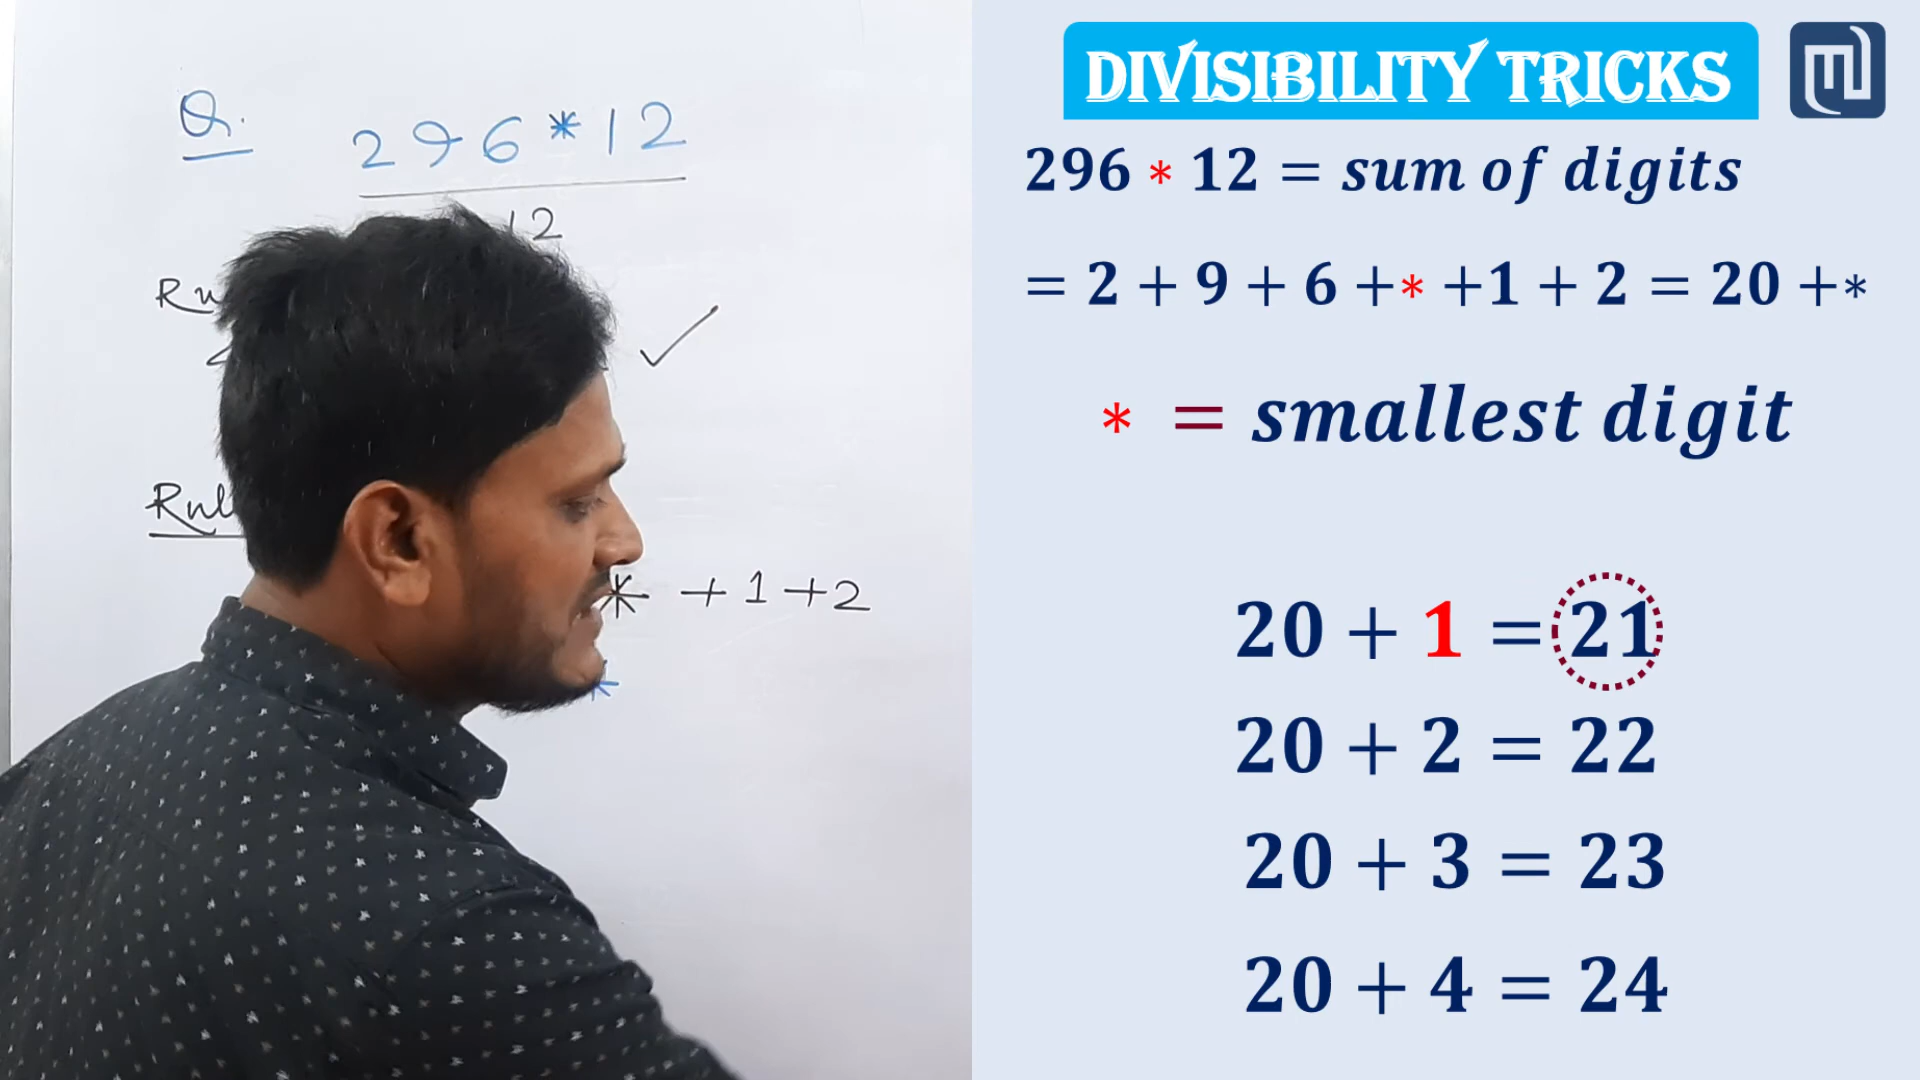 Q. 296*12
12
Rul
* + 1 + 2
*
DIVISIBILITY TRICKS
296 * 12 = sum of digits
= 2 + 9 + 6 +* +1 + 2 = 20 +*
* = smallest digit
20 + 1 = 21
20 + 2 = 22
20 + 3 = 23
20 + 4 = 24